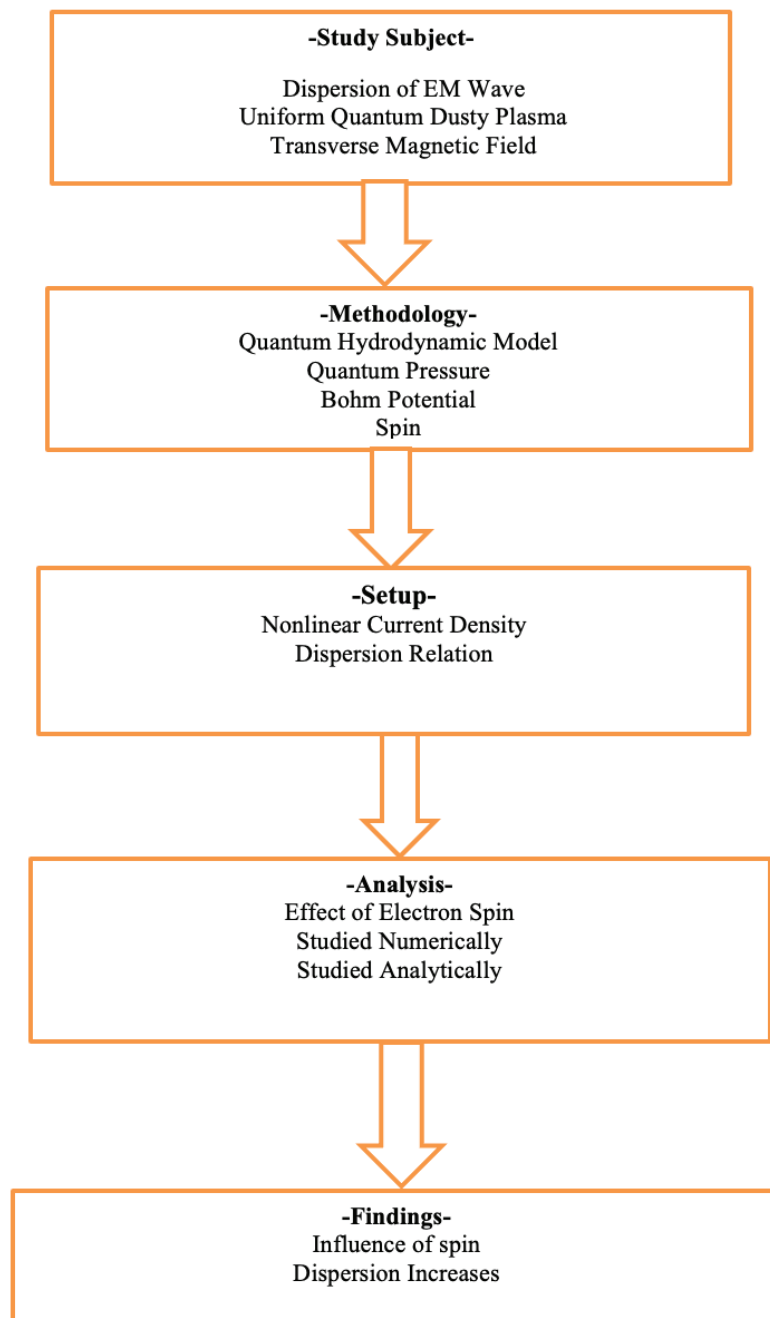 -Study Subject-
Dispersion of EM Wave
Uniform Quantum Dusty Plasma
Transverse Magnetic Field
-Methodology-
Quantum Hydrodynamic Model
Quantum Pressure
Bohm Potential
Spin
-Setup-
Nonlinear Current Density
Dispersion Relation
-Analysis-
Effect of Electron Spin
Studied Numerically
Studied Analytically
-Findings-
Influence of spin
Dispersion Increases